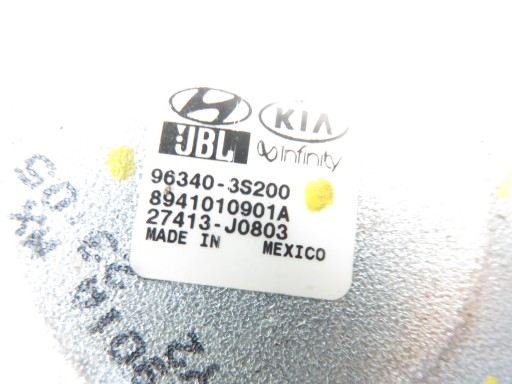 KIA
JBL Infinity
96340-3S200
8941010901A
27413-J0803
MADE IN MEXICO